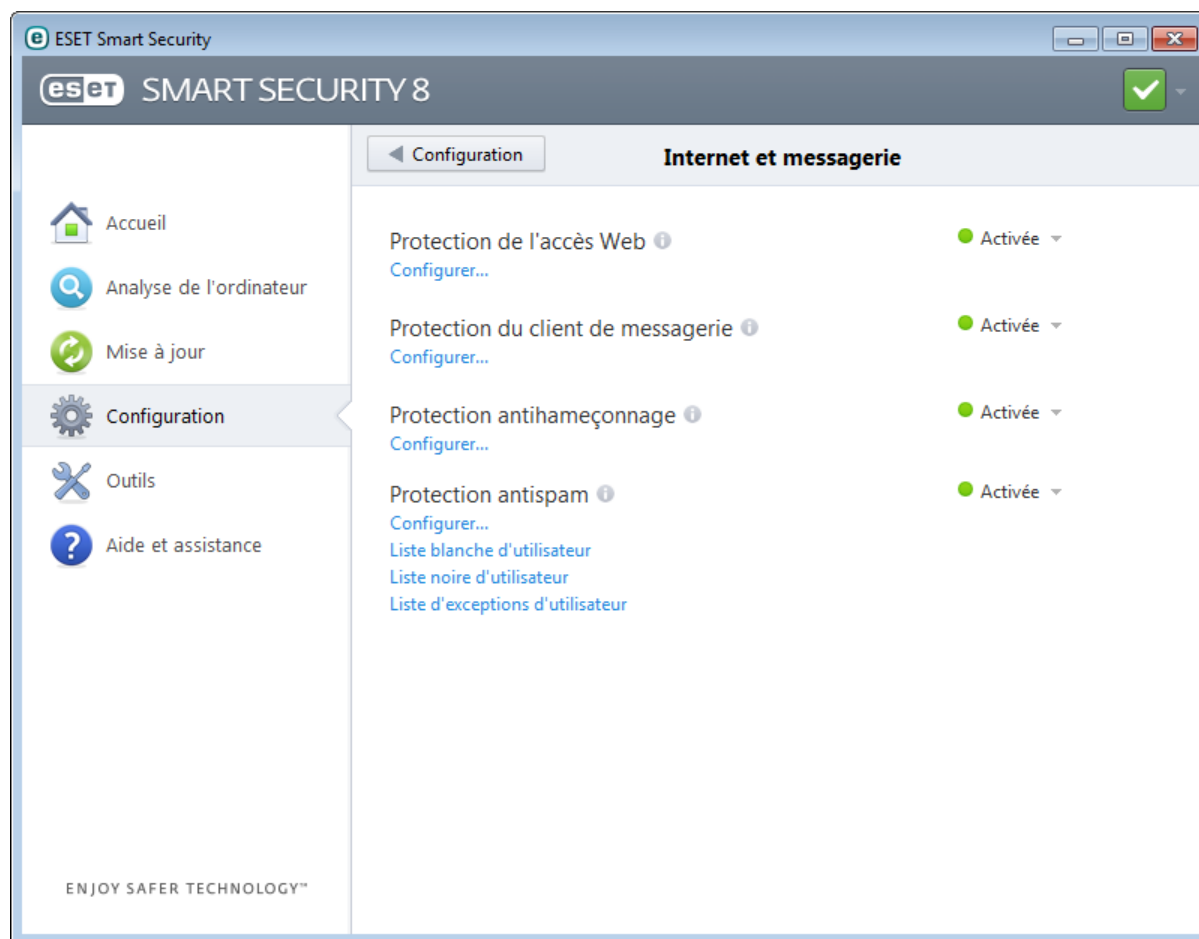 ESET Smart Security
eset SMART SECURITY 8
Configuration
Internet et messagerie
Accueil
Analyse de l'ordinateur
Mise à jour
Configuration
Outils
Aide et assistance
Protection de l'accès Web
Activée
Configurer...
Protection du client de messagerie
Activée
Configurer...
Protection antihameçonnage
Activée
Configurer...
Protection antispam
Activée
Configurer...
Liste blanche d'utilisateur
Liste noire d'utilisateur
Liste d'exceptions d'utilisateur
ENJOY SAFER TECHNOLOGY™